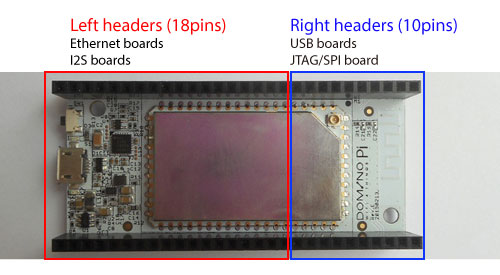 Left headers (18pins)
Ethernet boards
I2S boards
Right headers (10pins)
USB boards
JTAG/SPI board
DOMINO Pi